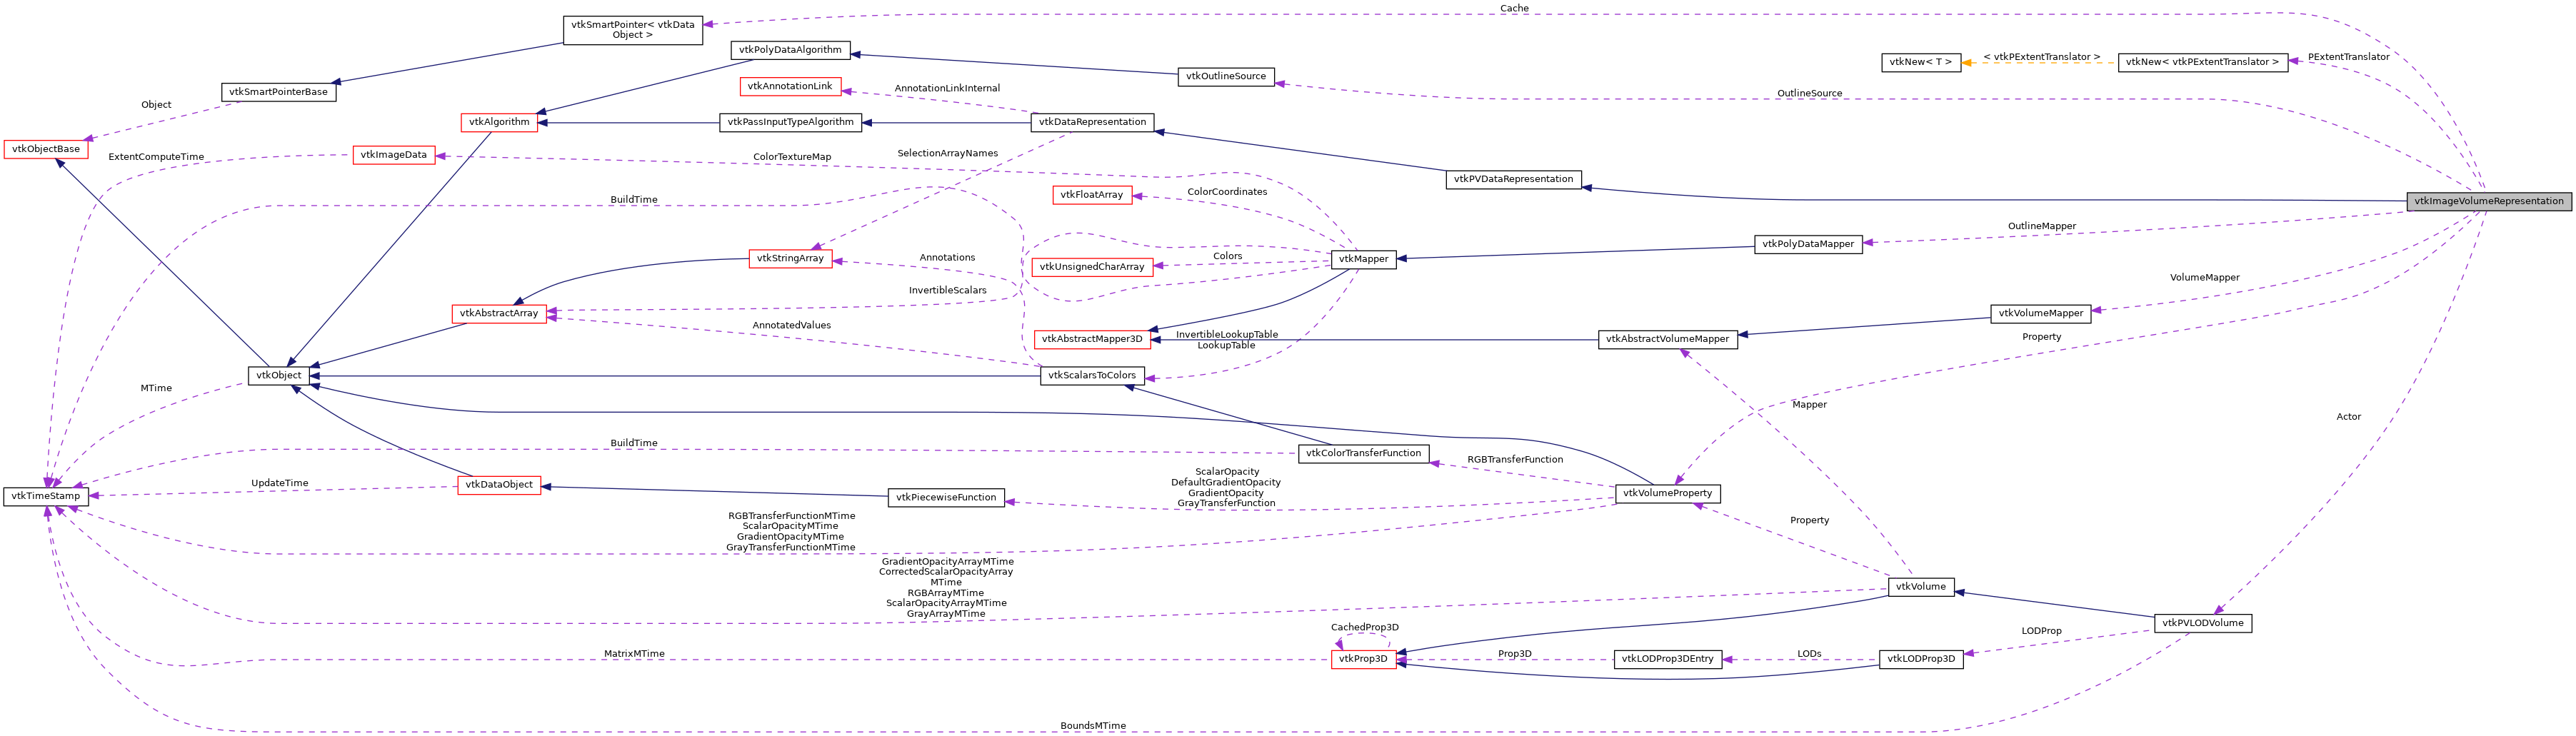 Cache
vtkSmartPointer< vtkData
Object >
vtkPolyDataAlgorithm
PExtentTranslator
< vtkPExtentTranslator >
vtkNew< T >
vtkNew< vtkPExtentTranslator >
vtkOutlineSource
vtkAnnotationLink
AnnotationLinkInternal
vtkSmartPointerBase
OutlineSource
Object
vtkAlgorithm
vtkPassInputTypeAlgorithm
vtkDataRepresentation
vtkObjectBase
ExtentComputeTime
vtkImageData
ColorTextureMap
SelectionArrayNames
vtkPVDataRepresentation
ColorCoordinates
vtkFloatArray
BuildTime
vtkImageVolumeRepresentation
OutlineMapper
vtkPolyDataMapper
vtkStringArray
Annotations
vtkUnsignedCharArray
Colors
vtkMapper
VolumeMapper
InvertibleScalars
vtkAbstractArray
vtkVolumeMapper
AnnotatedValues
vtkAbstractMapper3D
InvertibleLookupTable
LookupTable
vtkAbstractVolumeMapper
Property
vtkObject
vtkScalarsToColors
MTime
Mapper
Actor
BuildTime
vtkColorTransferFunction
RGBTransferFunction
ScalarOpacity
DefaultGradientOpacity
GradientOpacity
GrayTransferFunction
UpdateTime
vtkDataObject
vtkTimeStamp
vtkPiecewiseFunction
vtkVolumeProperty
RGBTransferFunctionMTime
ScalarOpacityMTime
GradientOpacityMTime
GrayTransferFunctionMTime
Property
GradientOpacityArrayMTime
CorrectedScalarOpacityArray
MTime
RGBArrayMTime
ScalarOpacityArrayMTime
GrayArrayMTime
vtkVolume
vtkPVLODVolume
CachedProp3D
LODProp
MatrixMTime
vtkProp3D
Prop3D
vtkLODProp3DEntry
LODs
vtkLODProp3D
BoundsMTime